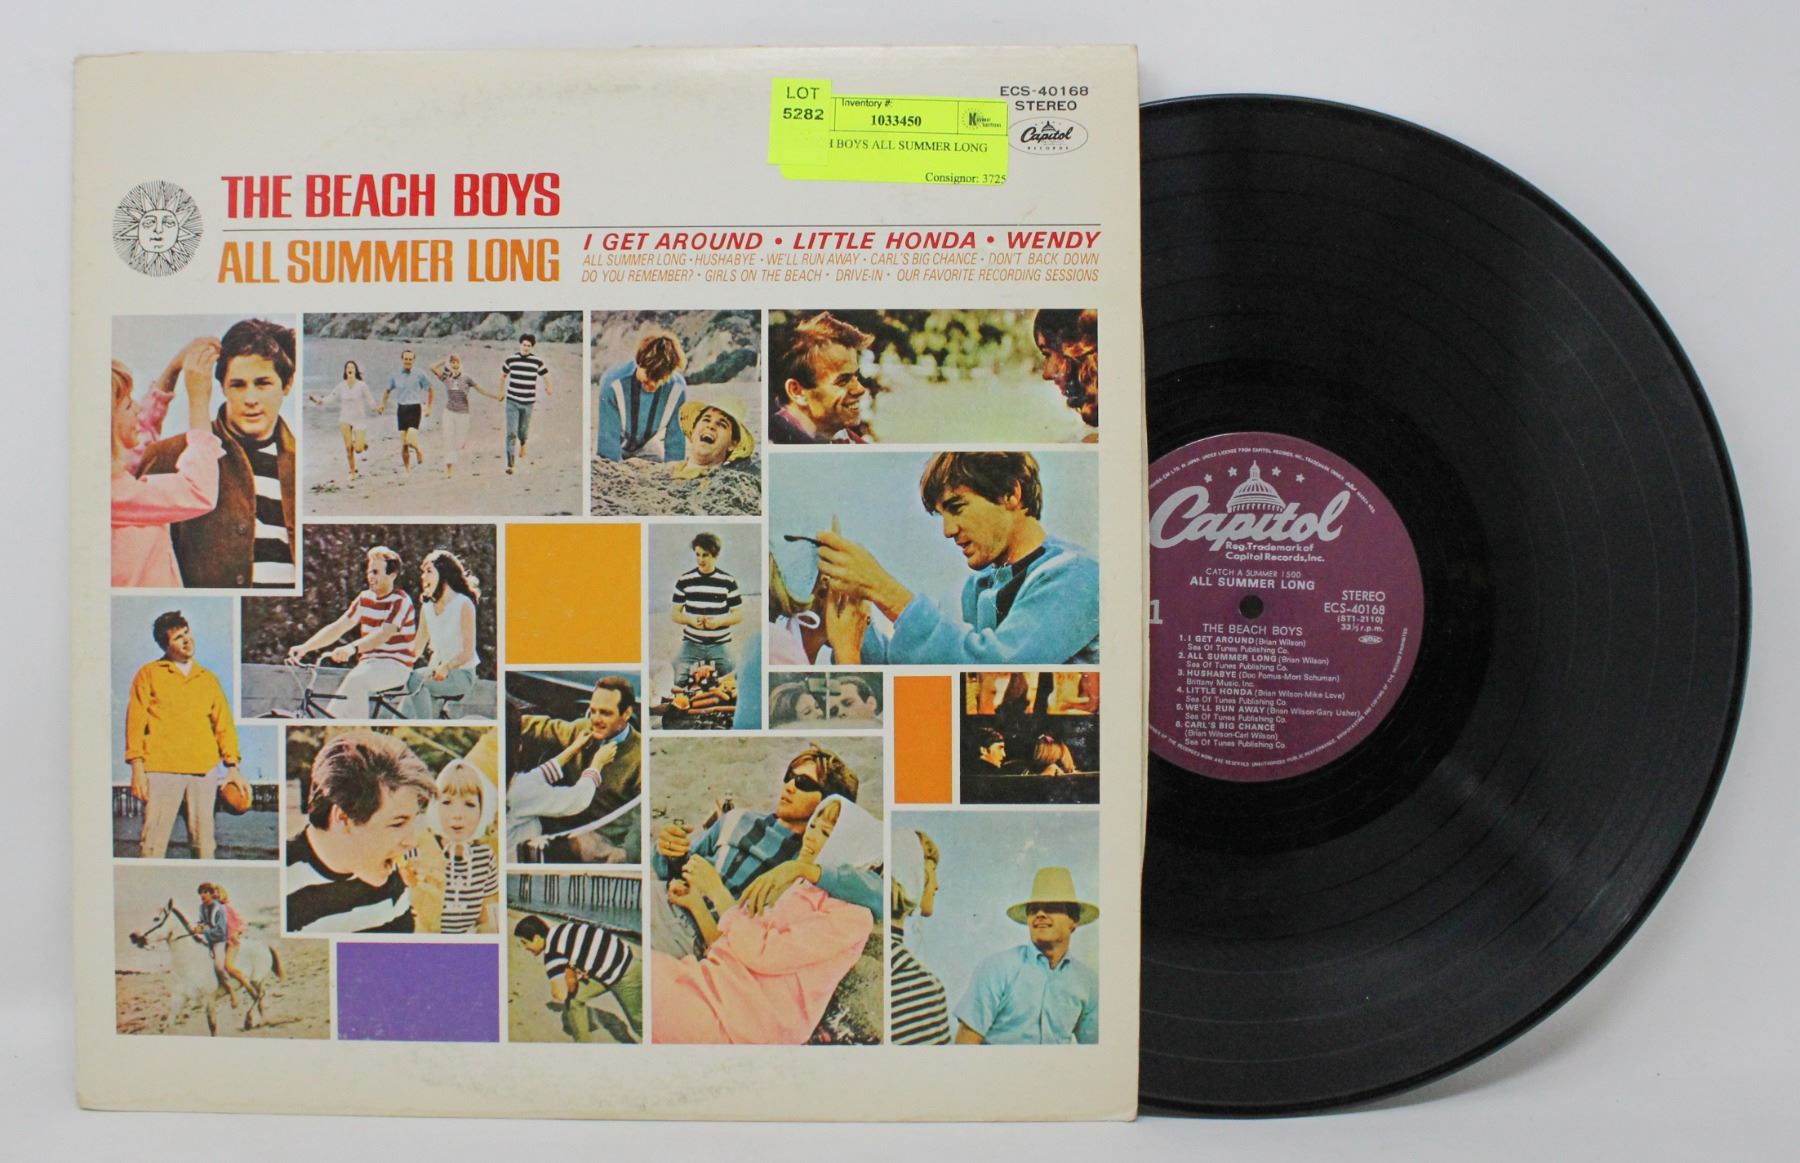 LOT
5282
Inventory #:
1033450
H BOYS ALL SUMMER LONG
Consignor: 3725
ECS-40168
STEREO
Capitol
RECORDS
THE BEACH BOYS
ALL SUMMER LONG
I GET AROUND • LITTLE HONDA • WENDY
ALL SUMMER LONG • HUSHABYE • WE'LL RUN AWAY • CARL'S BIG CHANCE • DON'T BACK DOWN
DO YOU REMEMBER? • GIRLS ON THE BEACH • DRIVE-IN • OUR FAVORITE RECORDING SESSIONS
Capitol
Reg. Trademark of
Capitol Records, Inc.
CATCH A SUMMER 1500
ALL SUMMER LONG
STEREO
ECS-40168
(ST1-2110)
33⅓ r.p.m.
1
THE BEACH BOYS
1. I GET AROUND (Brian Wilson)
Sea Of Tunes Publishing Co.
2. ALL SUMMER LONG (Brian Wilson)
Sea Of Tunes Publishing Co.
3. HUSHABYE (Doc Pomus-Mort Schuman)
Brittany Music, Inc.
4. LITTLE HONDA (Brian Wilson-Mike Love)
Sea Of Tunes Publishing Co.
5. WE'LL RUN AWAY (Brian Wilson-Gary Usher)
Sea Of Tunes Publishing Co.
6. CARL'S BIG CHANCE
(Brian Wilson-Carl Wilson)
Sea Of Tunes Publishing Co.